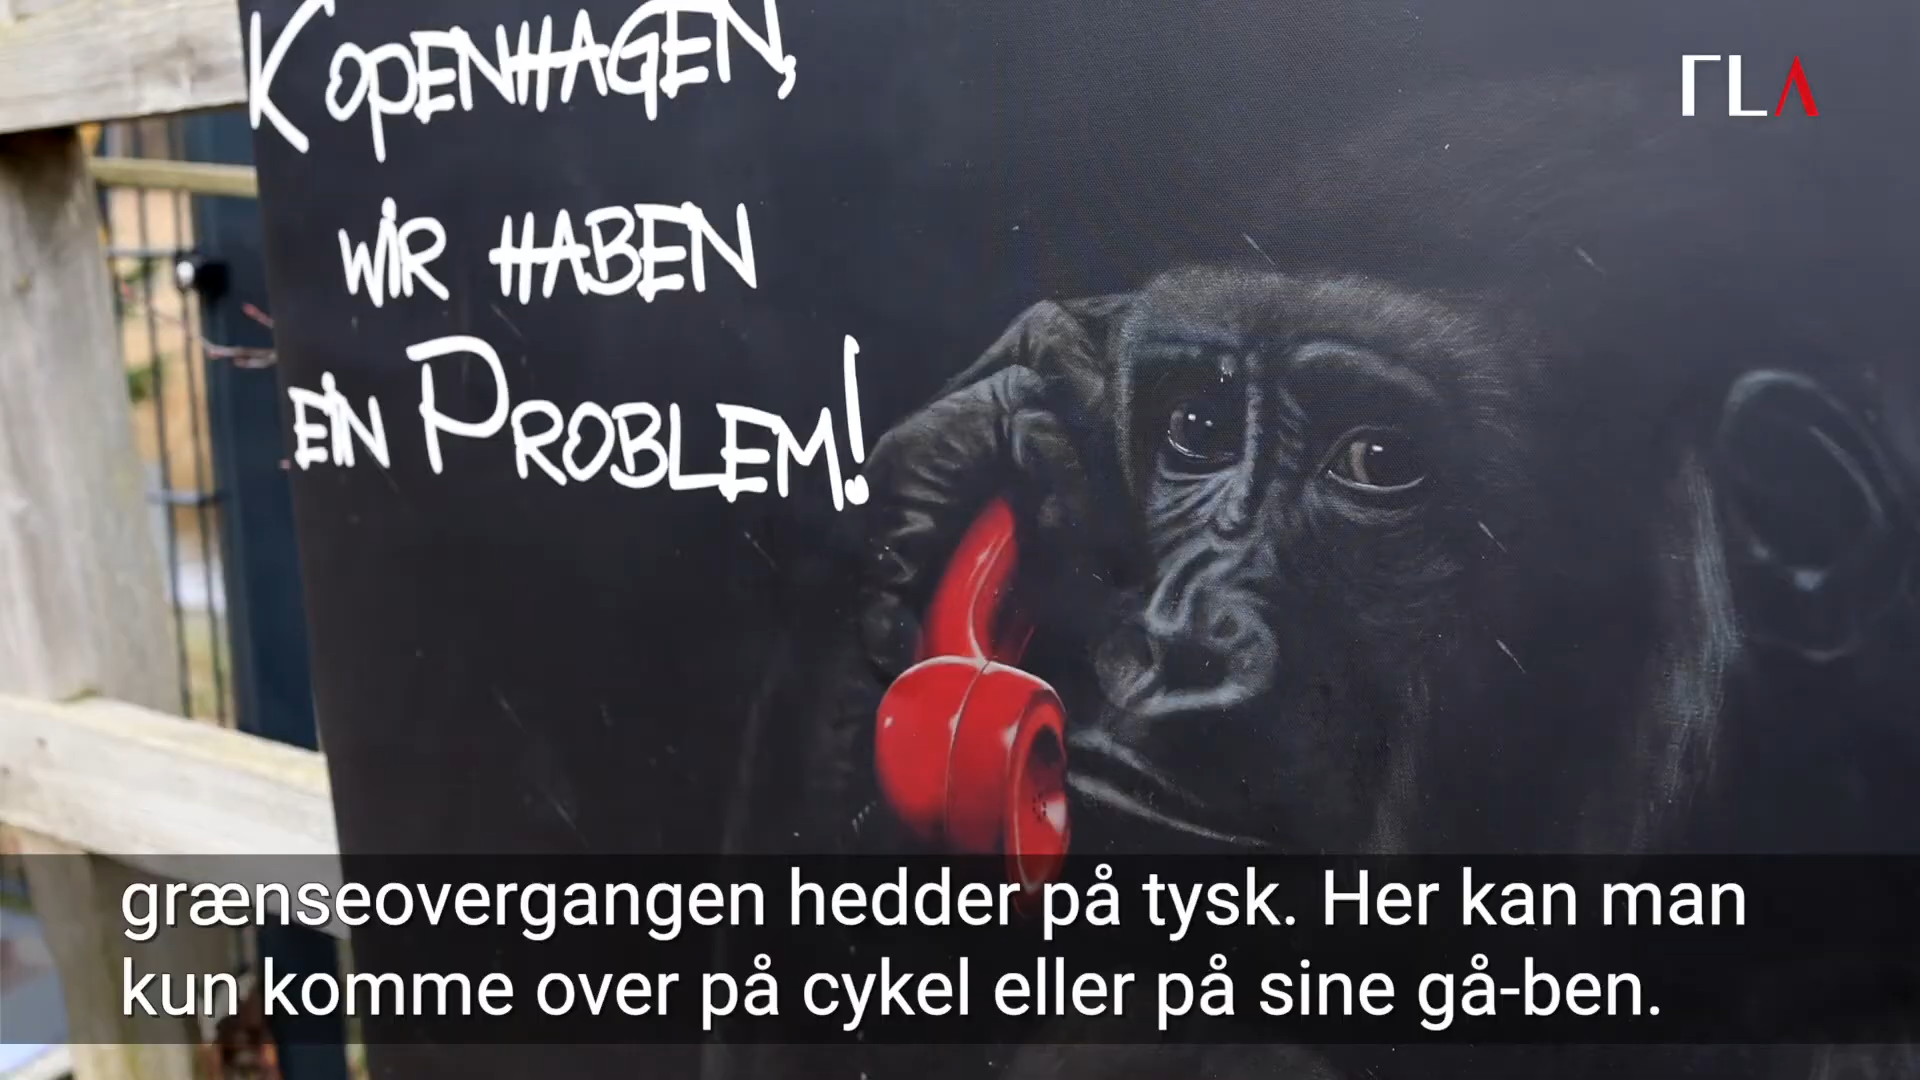 Kopenhagen,
wir haben
ein Problem!
ГLA
grænseovergangen hedder på tysk. Her kan man
kun komme over på cykel eller på sine gå-ben.